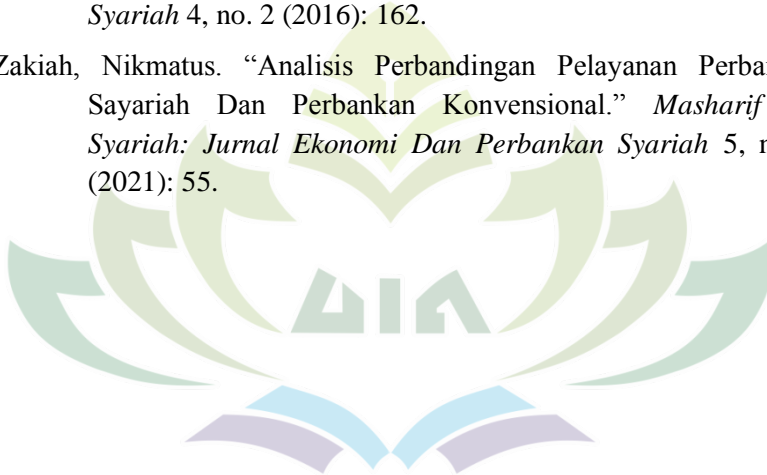 Syariah 4, no. 2 (2016): 162.
Zakiah, Nikmatus. “Analisis Perbandingan Pelayanan Perba
Sayariah Dan Perbankan Konvensional.” Masharif
Syariah: Jurnal Ekonomi Dan Perbankan Syariah 5, n
(2021): 55.
UIN